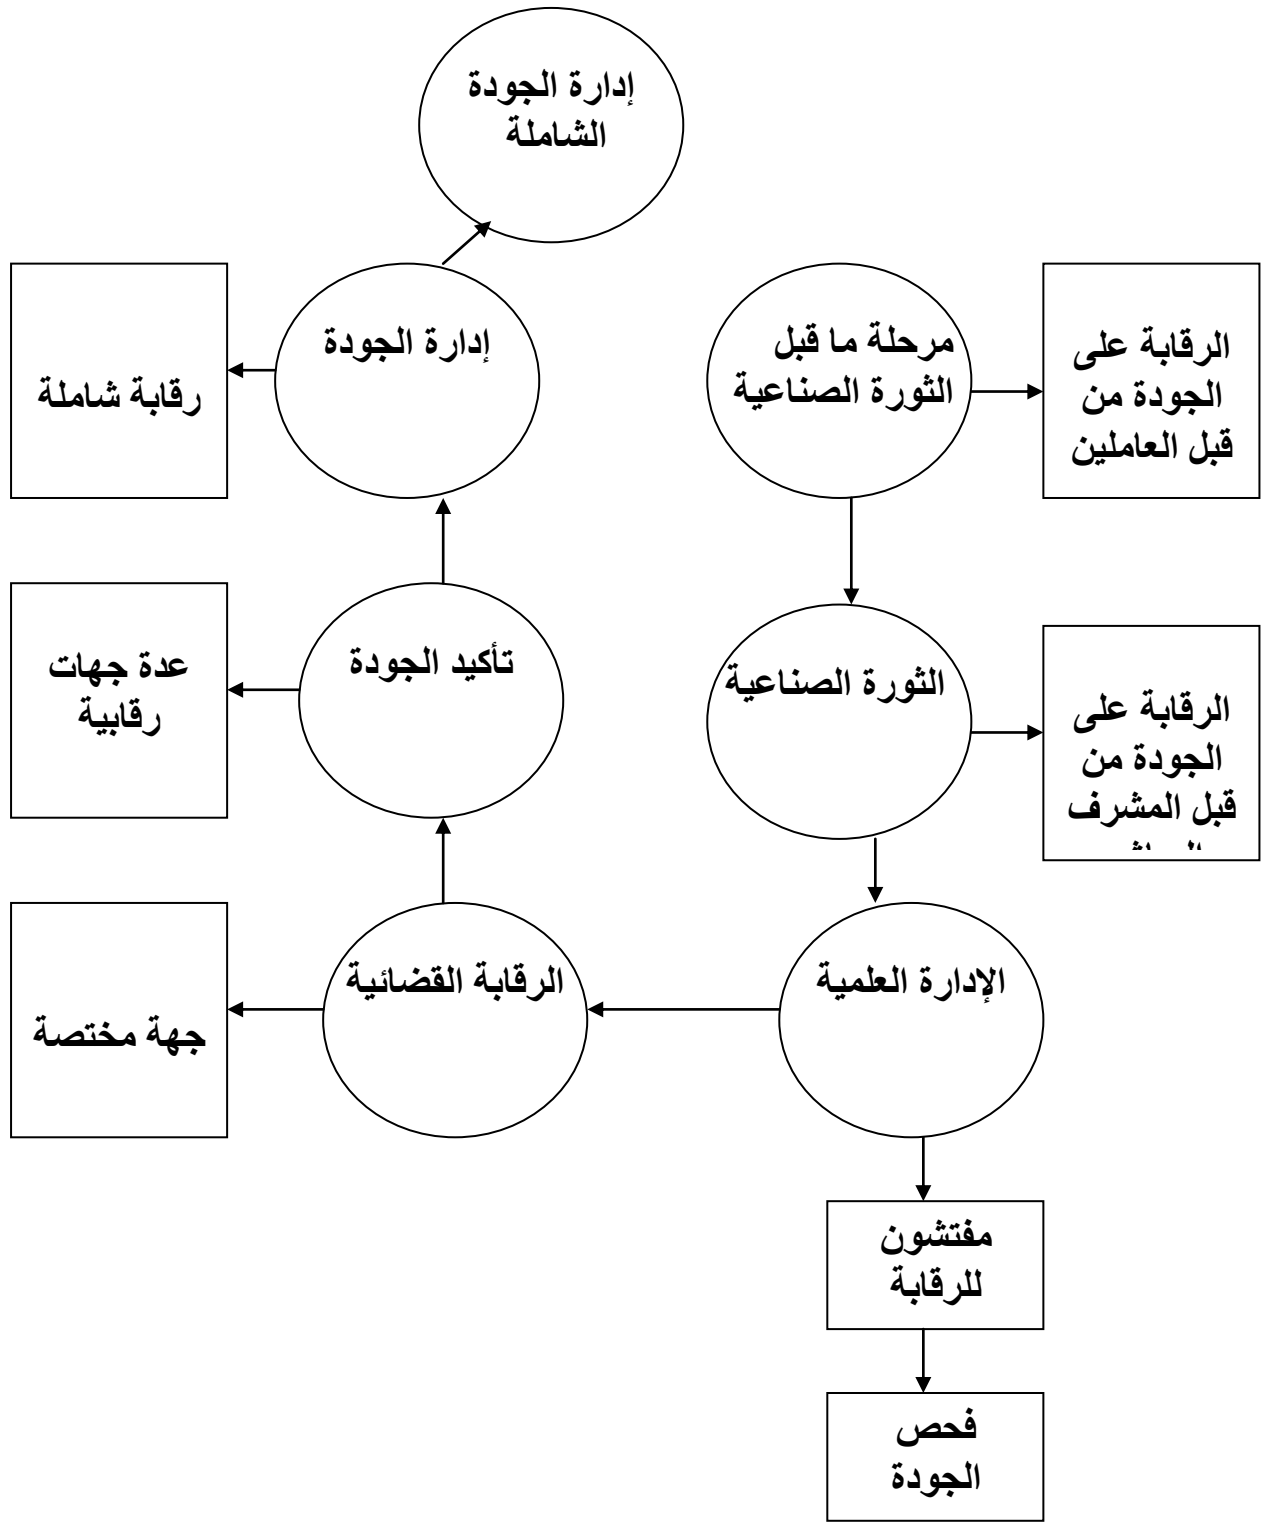 إدارة الجودة
الشاملة
مرحلة ما قبل
الثورة الصناعية
الرقابة على
الجودة من
قبل العاملين
إدارة الجودة
رقابة شاملة
الثورة الصناعية
الرقابة على
الجودة من
قبل المشرف
تأكيد الجودة
عدة جهات
رقابية
الإدارة العلمية
الرقابة القضائية
جهة مختصة
مفتشون
للرقابة
فحص
الجودة